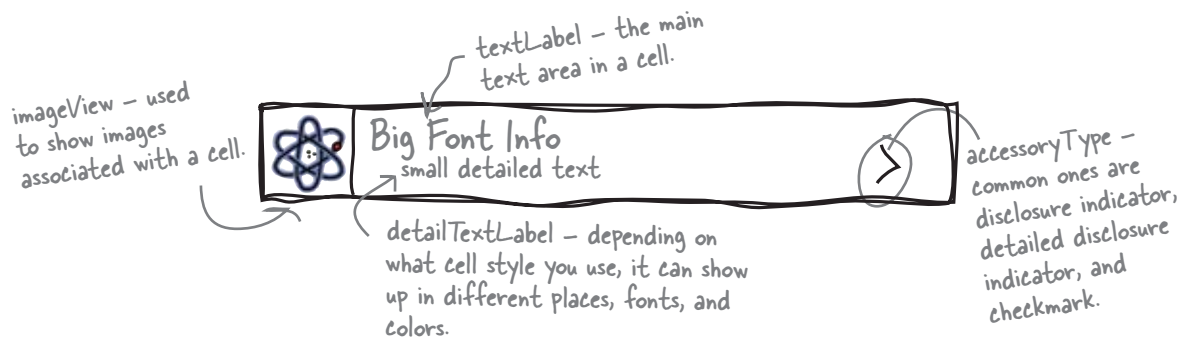 textLabel – the main
text area in a cell.
imageView – used
to show images
associated with a cell.
Big Font Info
small detailed text
accessoryType –
common ones are
disclosure indicator,
detailed disclosure
indicator, and
checkmark.
detailTextLabel – depending on
what cell style you use, it can show
up in different places, fonts, and
colors.